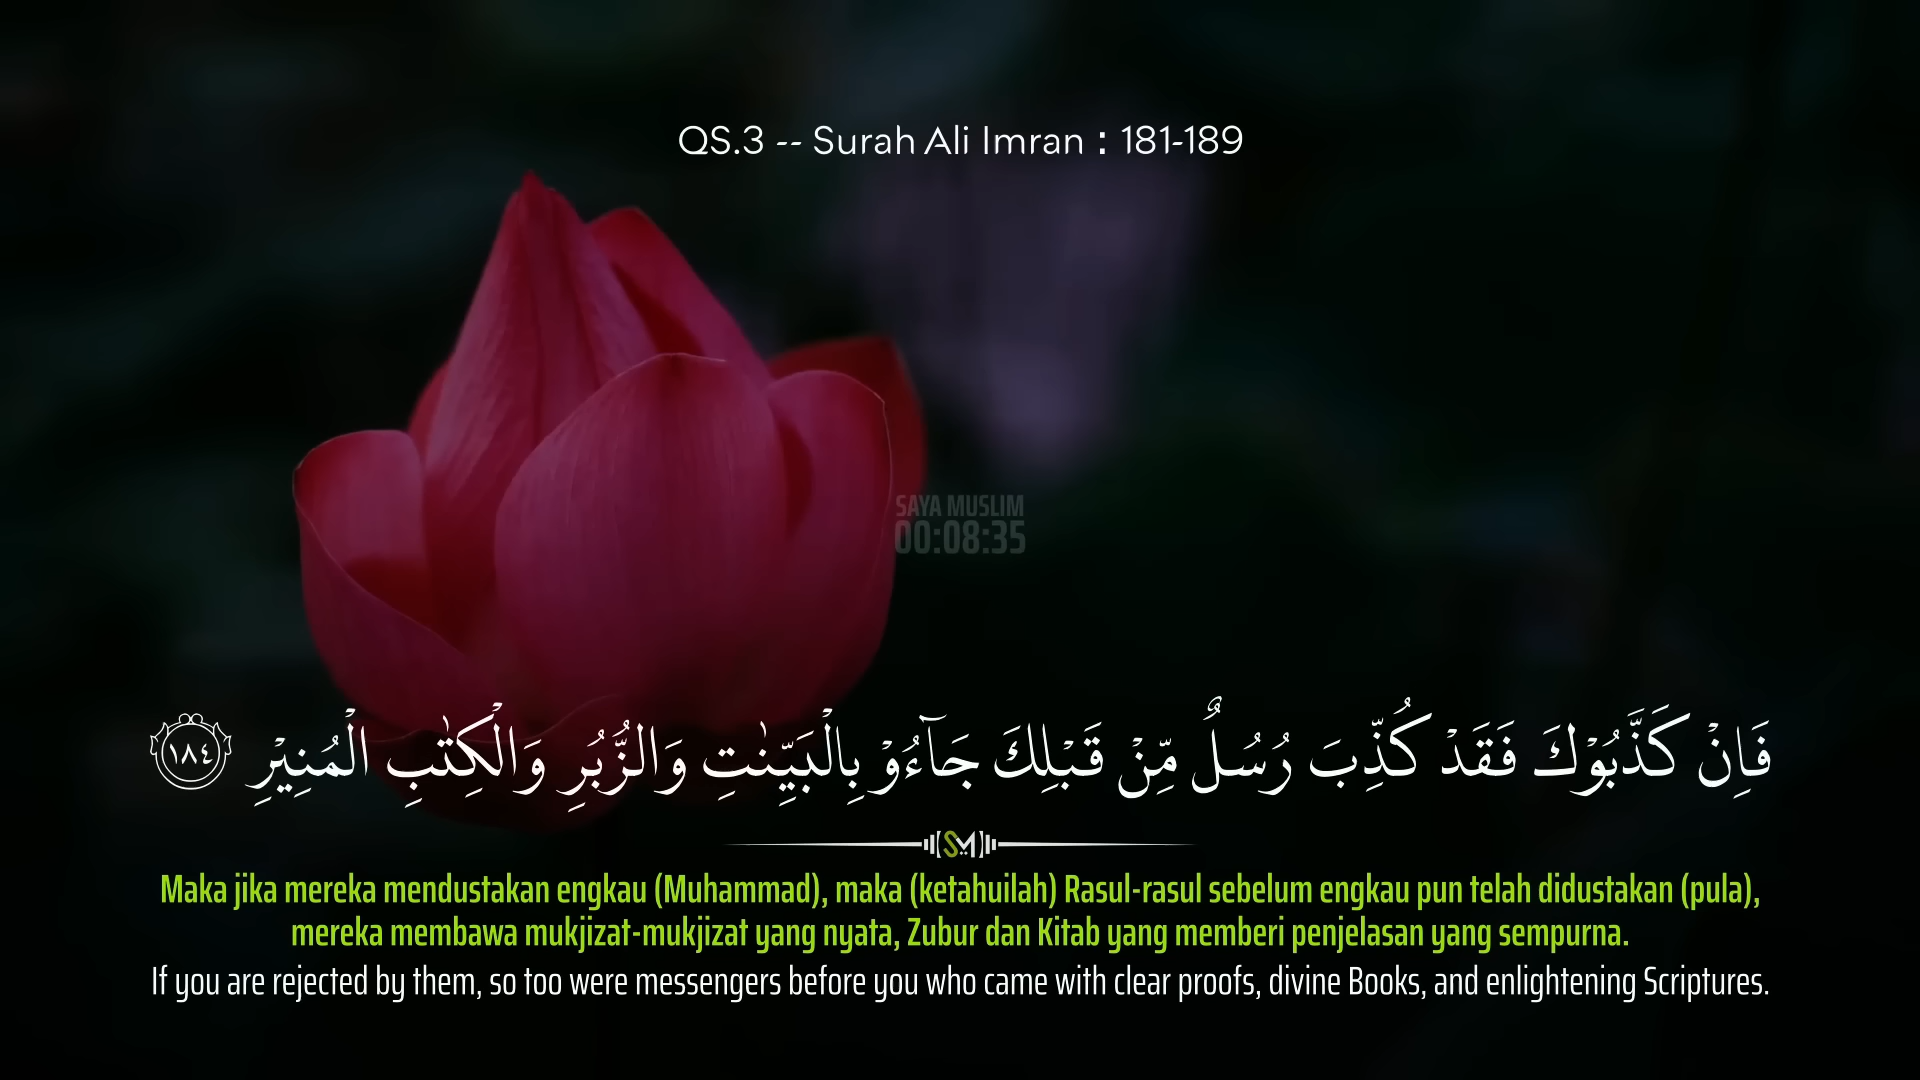 QS.3 -- Surah Ali Imran : 181-189
SAYA MUSLIM
00:08:35
فَاِنْ كَذَّبُوْكَ فَقَدْ كُذِّبَ رُسُلٌ مِّنْ قَبْلِكَ جَاۤءُوْ بِالْبَيِّنٰتِ وَالزُّبُرِ وَالْكِتٰبِ الْمُنِيْرِ ١٨٤
SM
Maka jika mereka mendustakan engkau (Muhammad), maka (ketahuilah) Rasul-rasul sebelum engkau pun telah didustakan (pula),
mereka membawa mukjizat-mukjizat yang nyata, Zubur dan Kitab yang memberi penjelasan yang sempurna.
If you are rejected by them, so too were messengers before you who came with clear proofs, divine Books, and enlightening Scriptures.